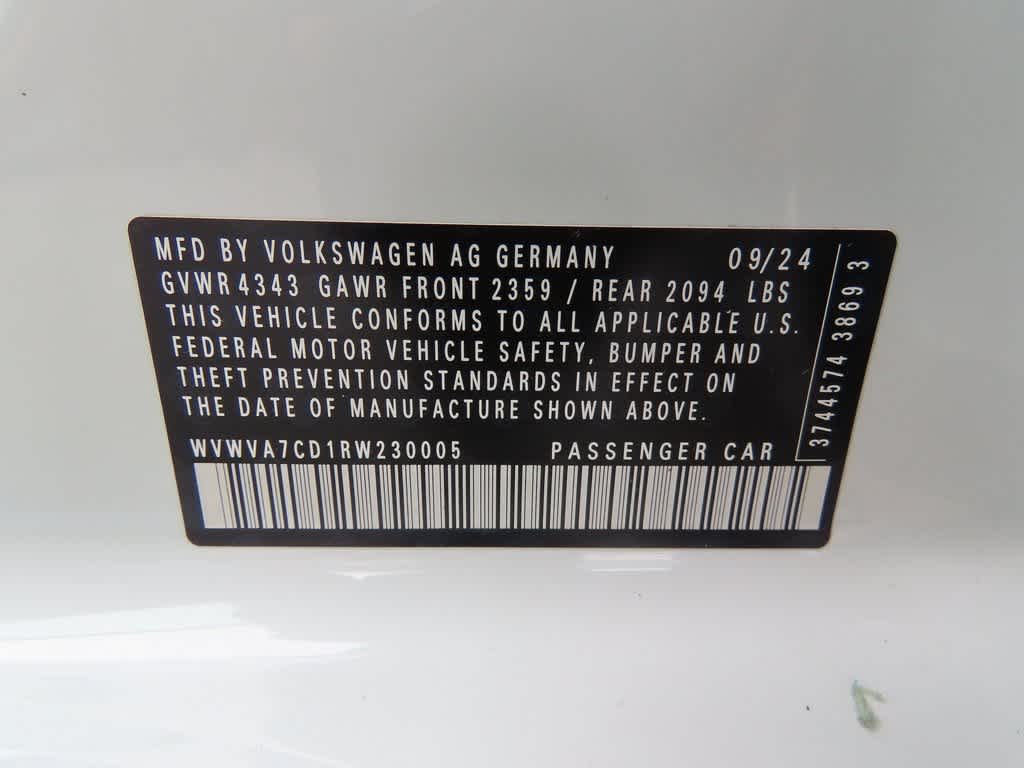 MFD BY VOLKSWAGEN AG GERMANY 09/24
GVWR 4343 GAWR FRONT 2359 / REAR 2094 LBS
THIS VEHICLE CONFORMS TO ALL APPLICABLE U.S.
FEDERAL MOTOR VEHICLE SAFETY, BUMPER AND
THEFT PREVENTION STANDARDS IN EFFECT ON
THE DATE OF MANUFACTURE SHOWN ABOVE.
WVWVA7CD1RW230005 PASSENGER CAR
3744574 3869 3